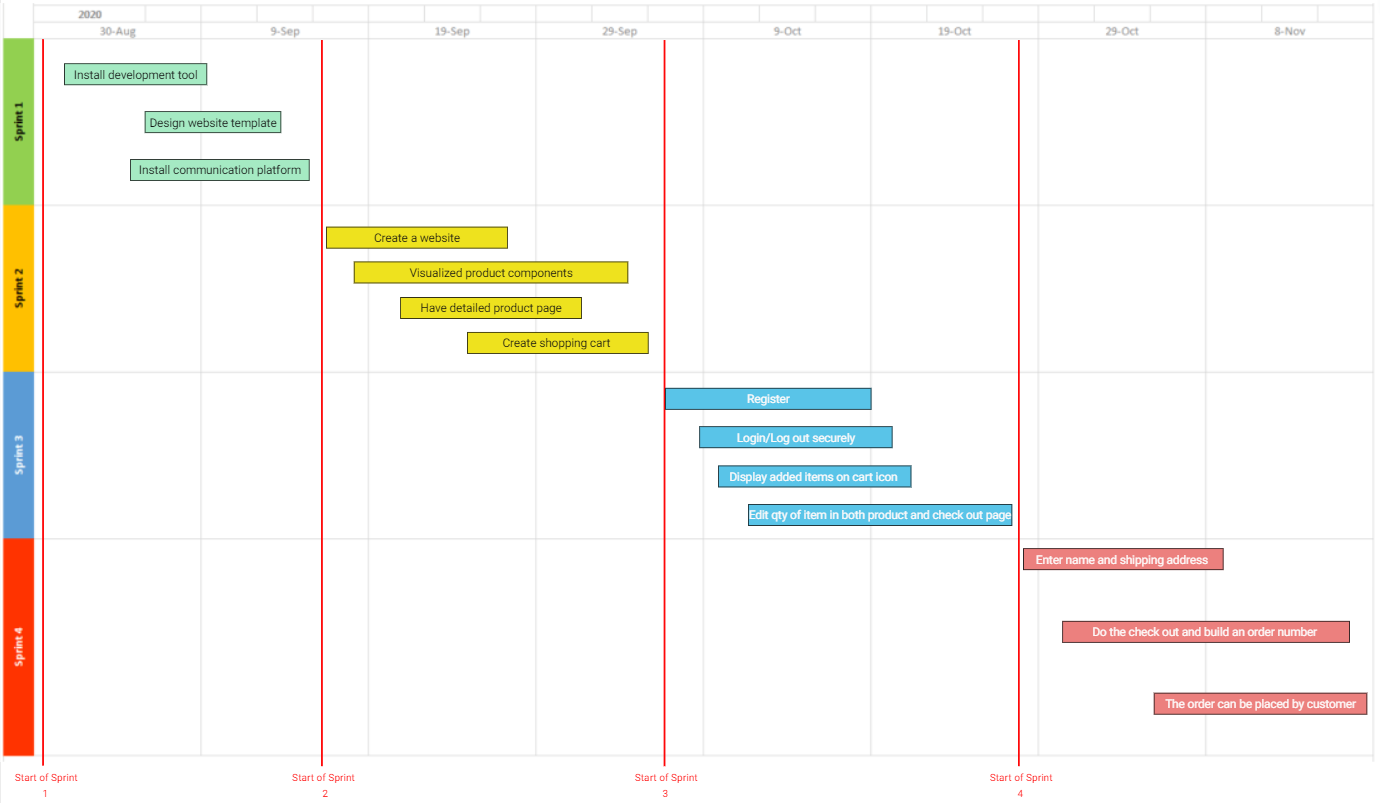 2020
30-Aug 9-Sep 19-Sep 29-Sep 9-Oct 19-Oct 29-Oct 8-Nov
Sprint 1
Install development tool
Design website template
Install communication platform
Sprint 2
Create a website
Visualized product components
Have detailed product page
Create shopping cart
Sprint 3
Register
Login/Log out securely
Display added items on cart icon
Edit qty of item in both product and check out page
Sprint 4
Enter name and shipping address
Do the check out and build an order number
The order can be placed by customer
Start of Sprint
1
Start of Sprint
2
Start of Sprint
3
Start of Sprint
4